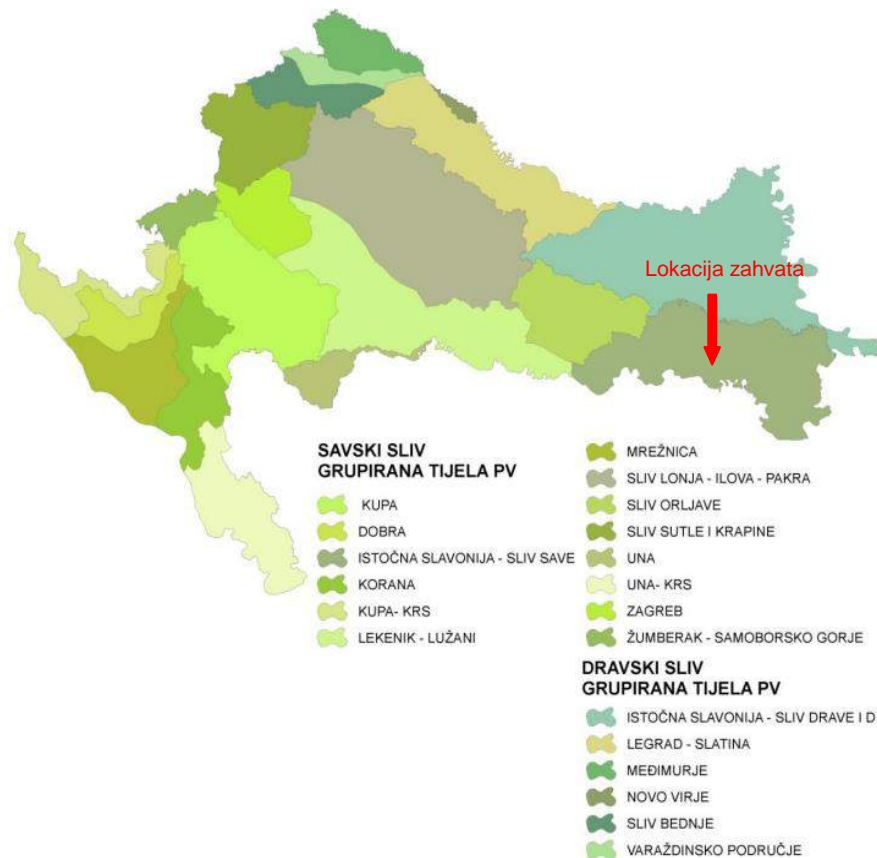 Lokacija zahvata
SAVSKI SLIV
GRUPIRANA TIJELA PV
KUPA
DOBRA
ISTOČNA SLAVONIJA - SLIV SAVE
KORANA
KUPA- KRS
LEKENIK - LUŽANI
MREŽNICA
SLIV LONJA - ILOVA - PAKRA
SLIV ORLJAVE
SLIV SUTLE I KRAPINE
UNA
UNA- KRS
ZAGREB
ŽUMBERAK - SAMOBORSKO GORJE
DRAVSKI SLIV
GRUPIRANA TIJELA PV
ISTOČNA SLAVONIJA - SLIV DRAVE I D
LEGRAD - SLATINA
MEĐIMURJE
NOVO VIRJE
SLIV BEDNJE
VARAŽDINSKO PODRUČJE